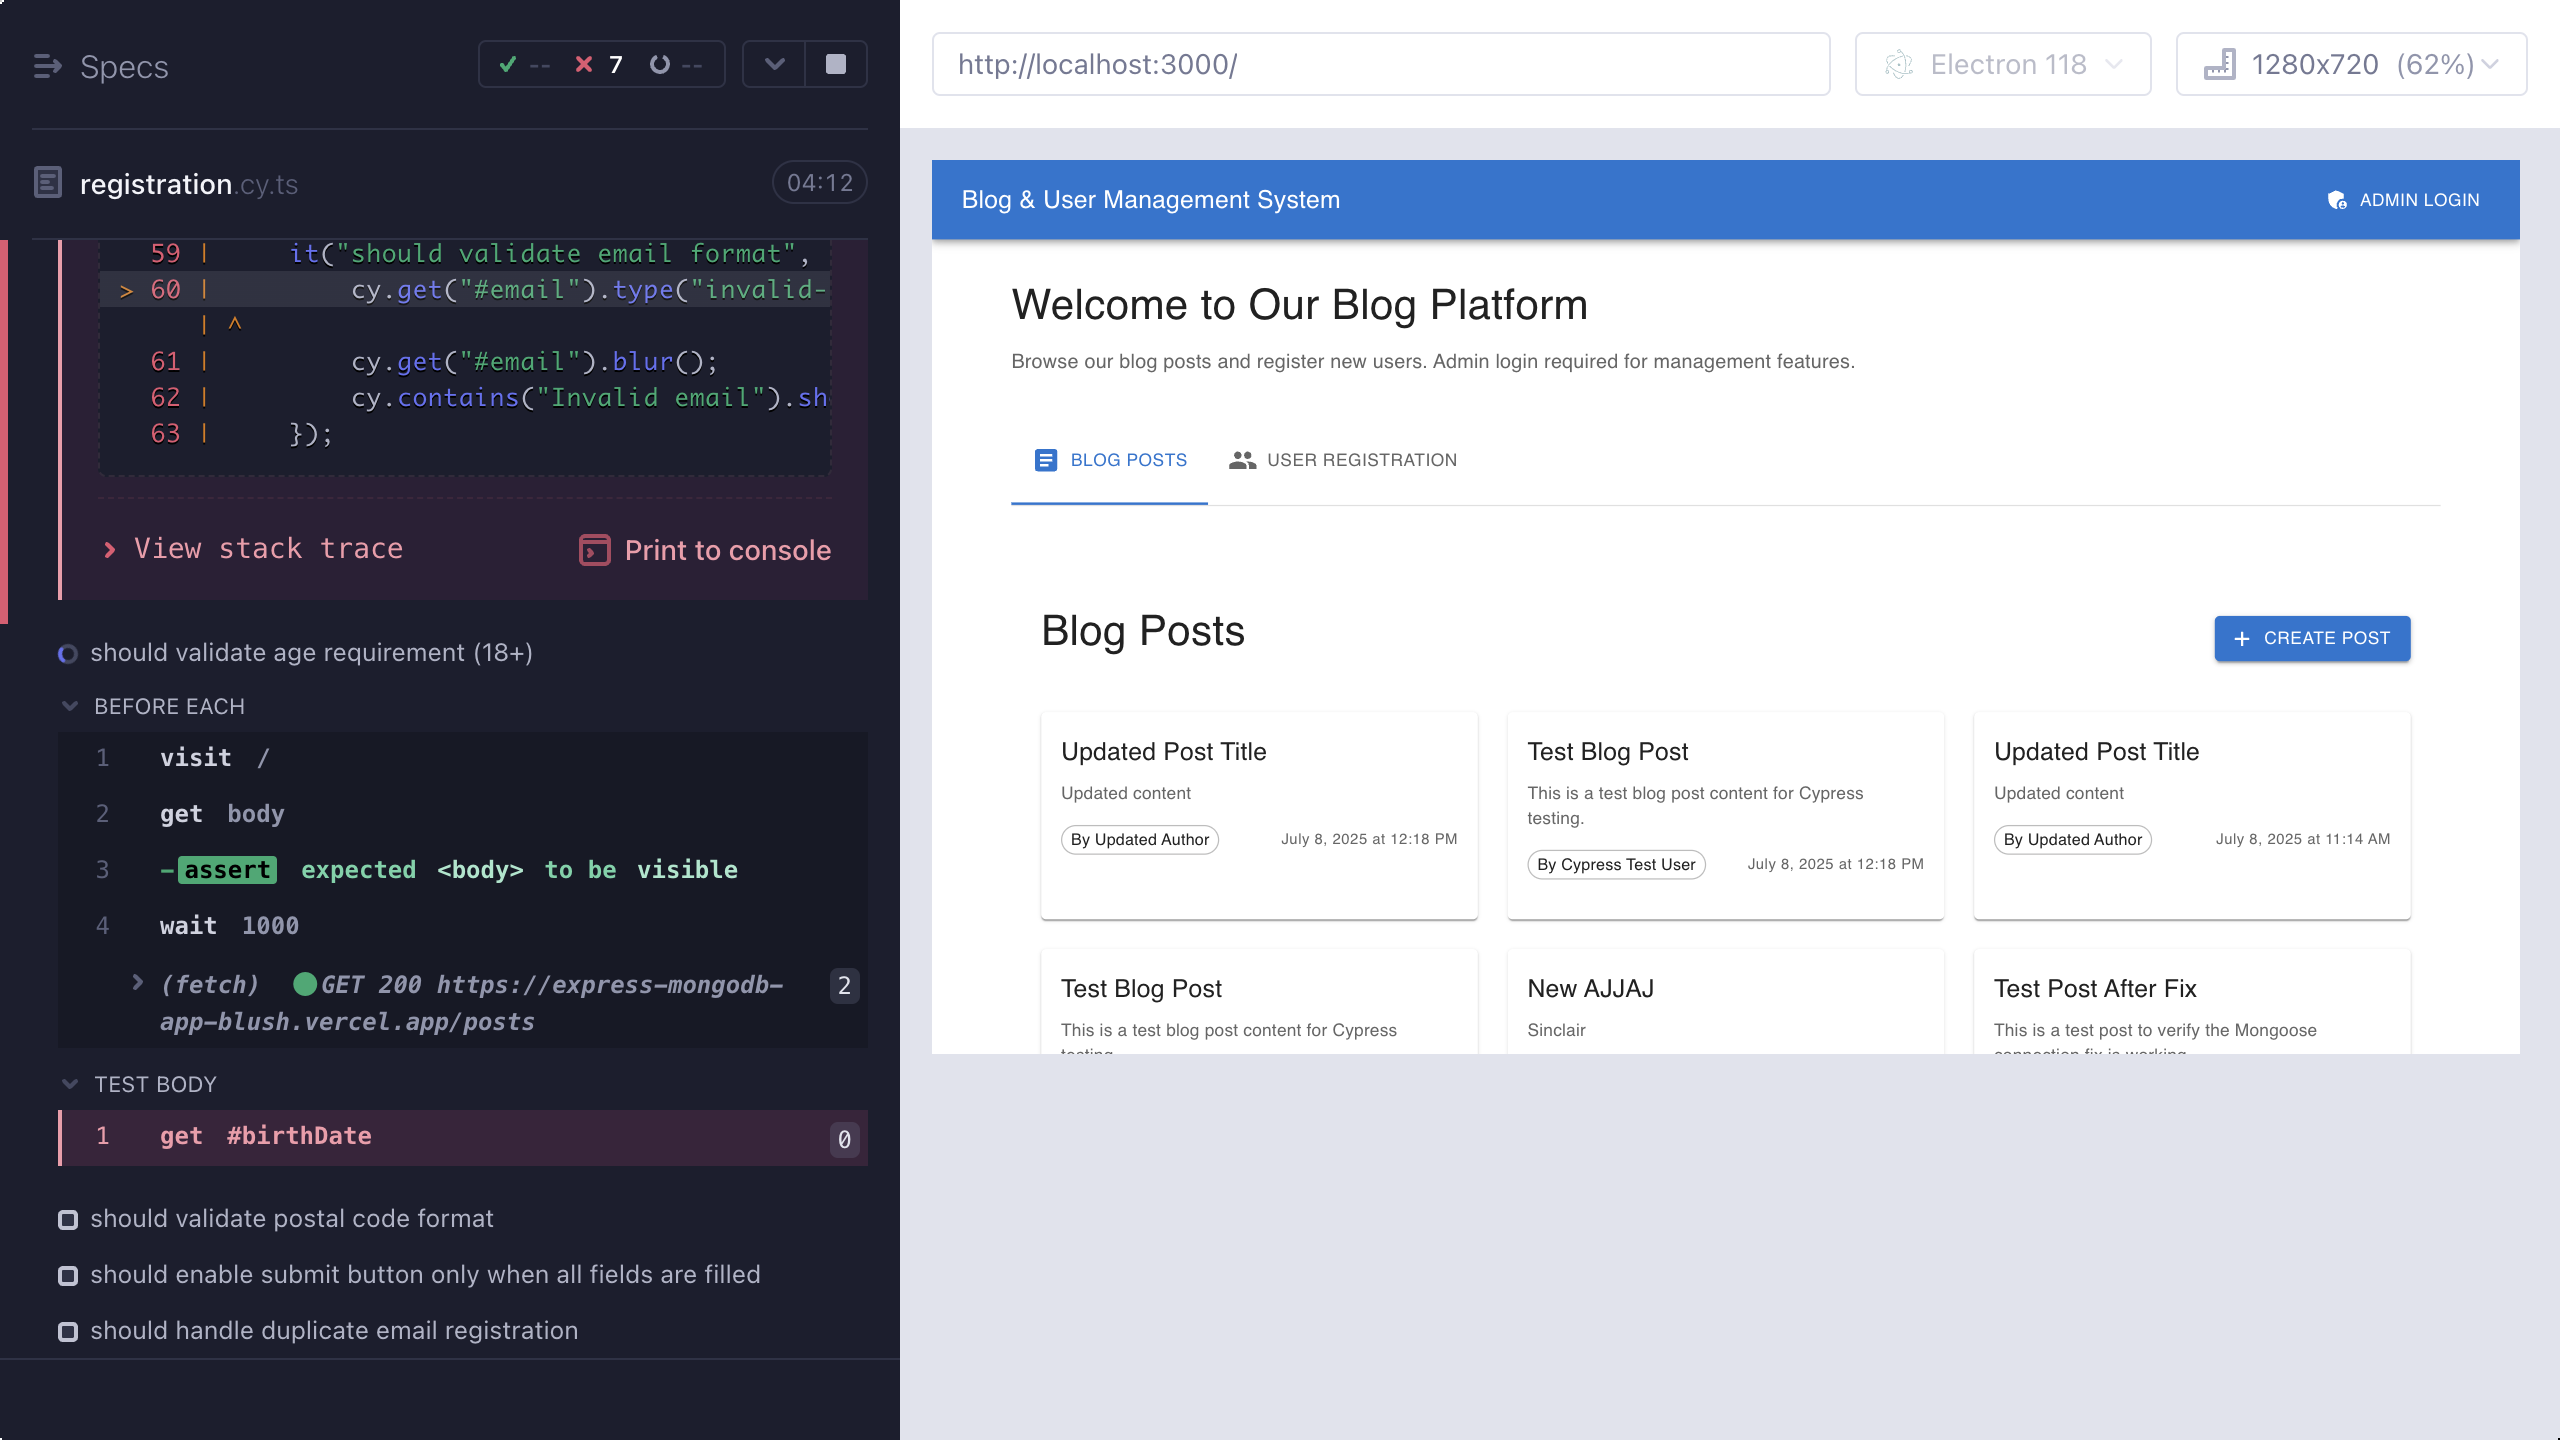 Specs
-- 7 --
registration.cy.ts
04:12
59 | it("should validate email format",
> 60 | cy.get("#email").type("invalid-
| ^
61 | cy.get("#email").blur();
62 | cy.contains("Invalid email").sh
63 | });
View stack trace
Print to console
should validate age requirement (18+)
BEFORE EACH
1 visit /
2 get body
3 -assert expected <body> to be visible
4 wait 1000
(fetch) GET 200 https://express-mongodb-
app-blush.vercel.app/posts
2
TEST BODY
1 get #birthDate 0
should validate postal code format
should enable submit button only when all fields are filled
should handle duplicate email registration
http://localhost:3000/
Electron 118
1280x720 (62%)
Blog & User Management System
ADMIN LOGIN
Welcome to Our Blog Platform
Browse our blog posts and register new users. Admin login required for management features.
BLOG POSTS
USER REGISTRATION
Blog Posts
+ CREATE POST
Updated Post Title
Updated content
By Updated Author
July 8, 2025 at 12:18 PM
Test Blog Post
This is a test blog post content for Cypress
testing.
By Cypress Test User
July 8, 2025 at 12:18 PM
Updated Post Title
Updated content
By Updated Author
July 8, 2025 at 11:14 AM
Test Blog Post
This is a test blog post content for Cypress
testing.
New AJJAJ
Sinclair
Test Post After Fix
This is a test post to verify the Mongoose
connection fix is working